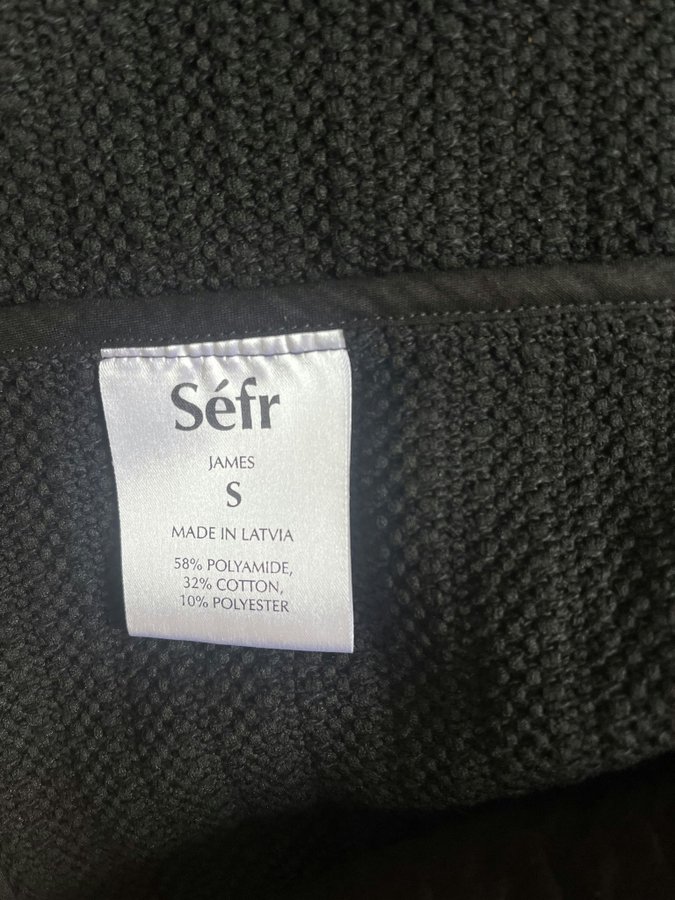 Séfr
JAMES
S
MADE IN LATVIA
58% POLYAMIDE,
32% COTTON,
10% POLYESTER